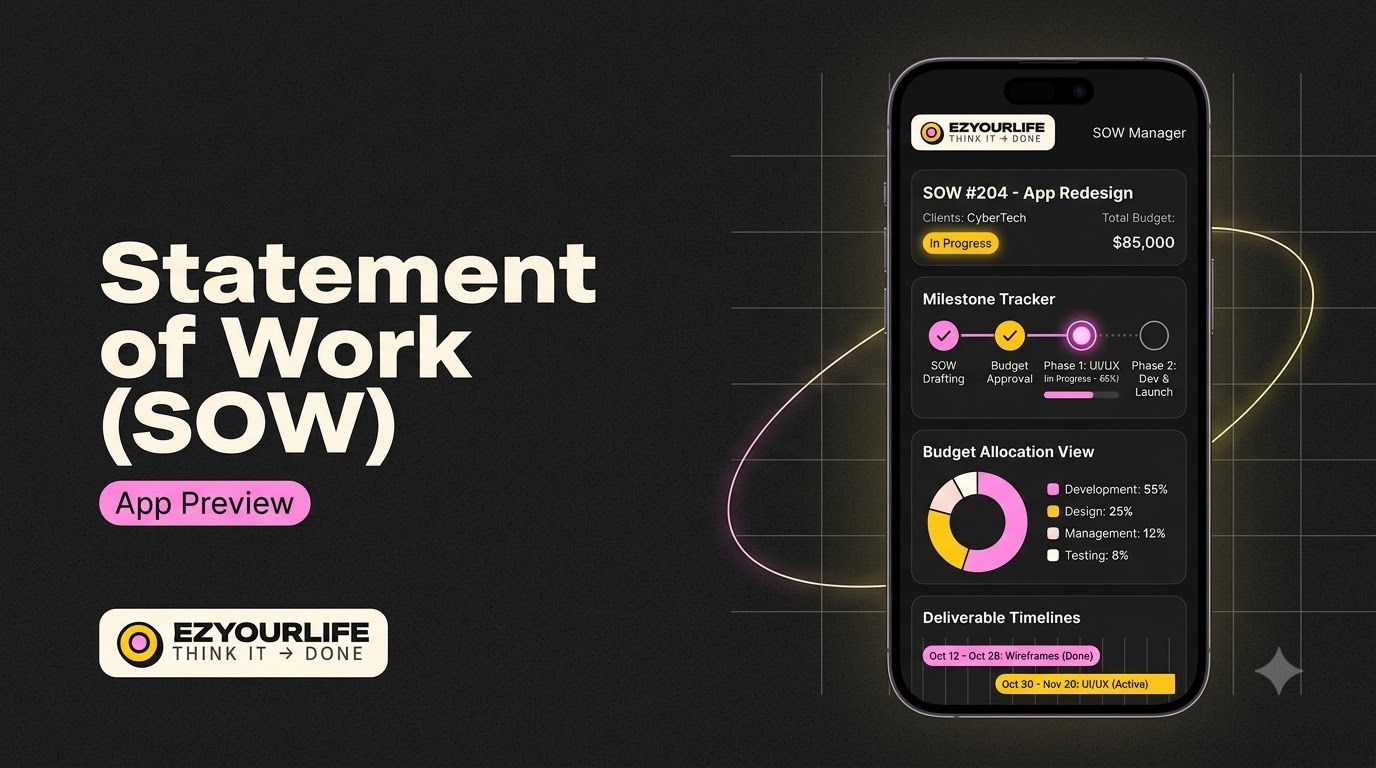 Statement
of Work
(SOW)
App Preview
EZYOURLIFE
THINK IT → DONE
EZYOURLIFE
THINK IT → DONE
SOW Manager
SOW #204 - App Redesign
Clients: CyberTech
Total Budget:
In Progress
$85,000
Milestone Tracker
SOW
Drafting
Budget
Approval
Phase 1: UI/UX
(in Progress - 65%)
Phase 2:
Dev &
Launch
Budget Allocation View
Development: 55%
Design: 25%
Management: 12%
Testing: 8%
Deliverable Timelines
Oct 12 - Oct 28: Wireframes (Done)
Oct 30 - Nov 20: UI/UX (Active)